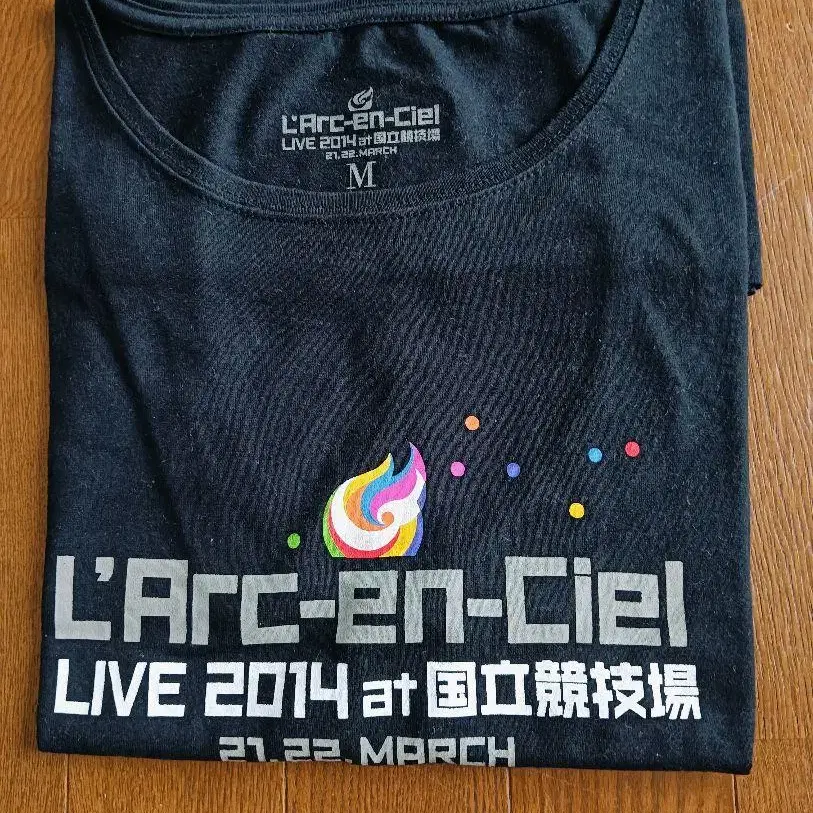 L'Arc-en-Ciel
LIVE 2014 at 国立競技場
21.22.MARCH
M
L'Arc-en-Ciel
LIVE 2014 at 国立競技場
21.22.MARCH